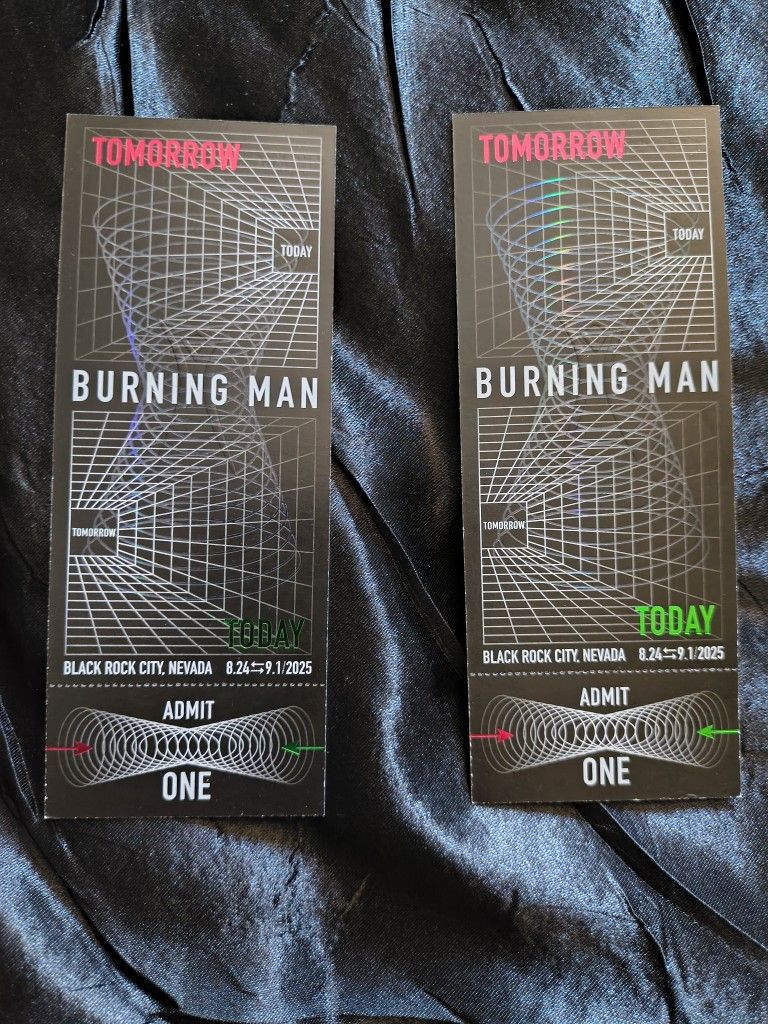 TOMORROW
TODAY
BURNING MAN
TOMORROW
TODAY
BLACK ROCK CITY, NEVADA 8.24⇆9.1/2025
ADMIT
ONE
TOMORROW
TODAY
BURNING MAN
TOMORROW
TODAY
BLACK ROCK CITY, NEVADA 8.24⇆9.1/2025
ADMIT
ONE